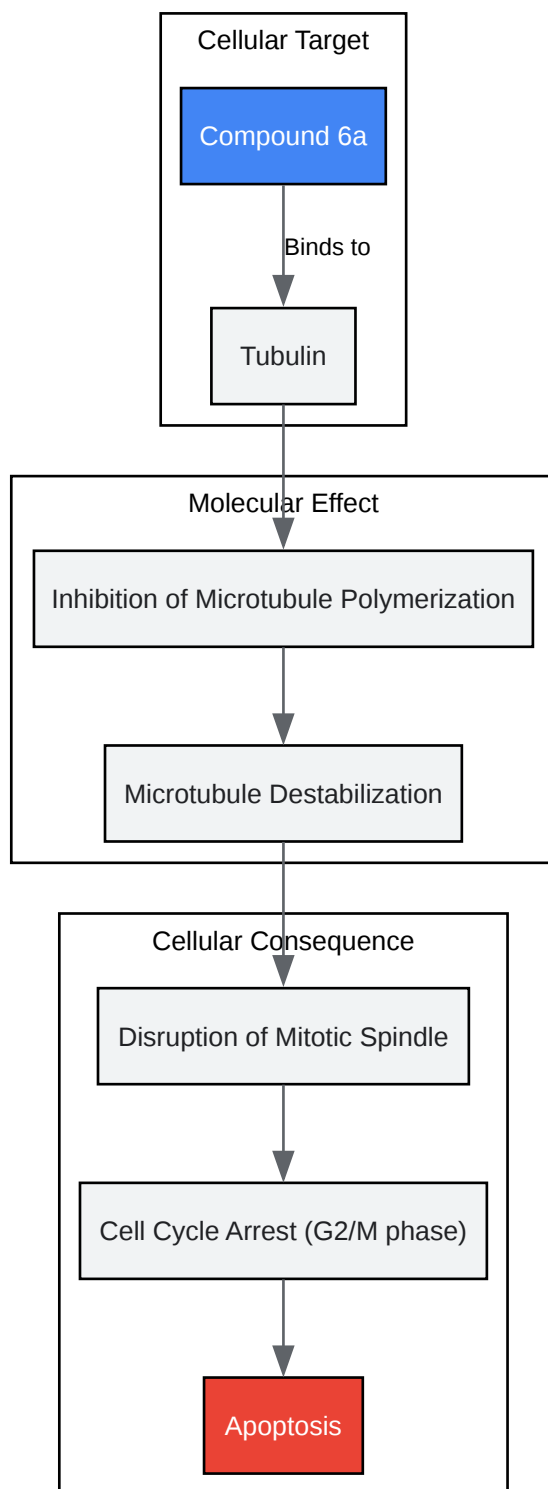 Cellular Target
Compound 6a
Binds to
Tubulin
Molecular Effect
Inhibition of Microtubule Polymerization
Microtubule Destabilization
Cellular Consequence
Disruption of Mitotic Spindle
Cell Cycle Arrest (G2/M phase)
Apoptosis